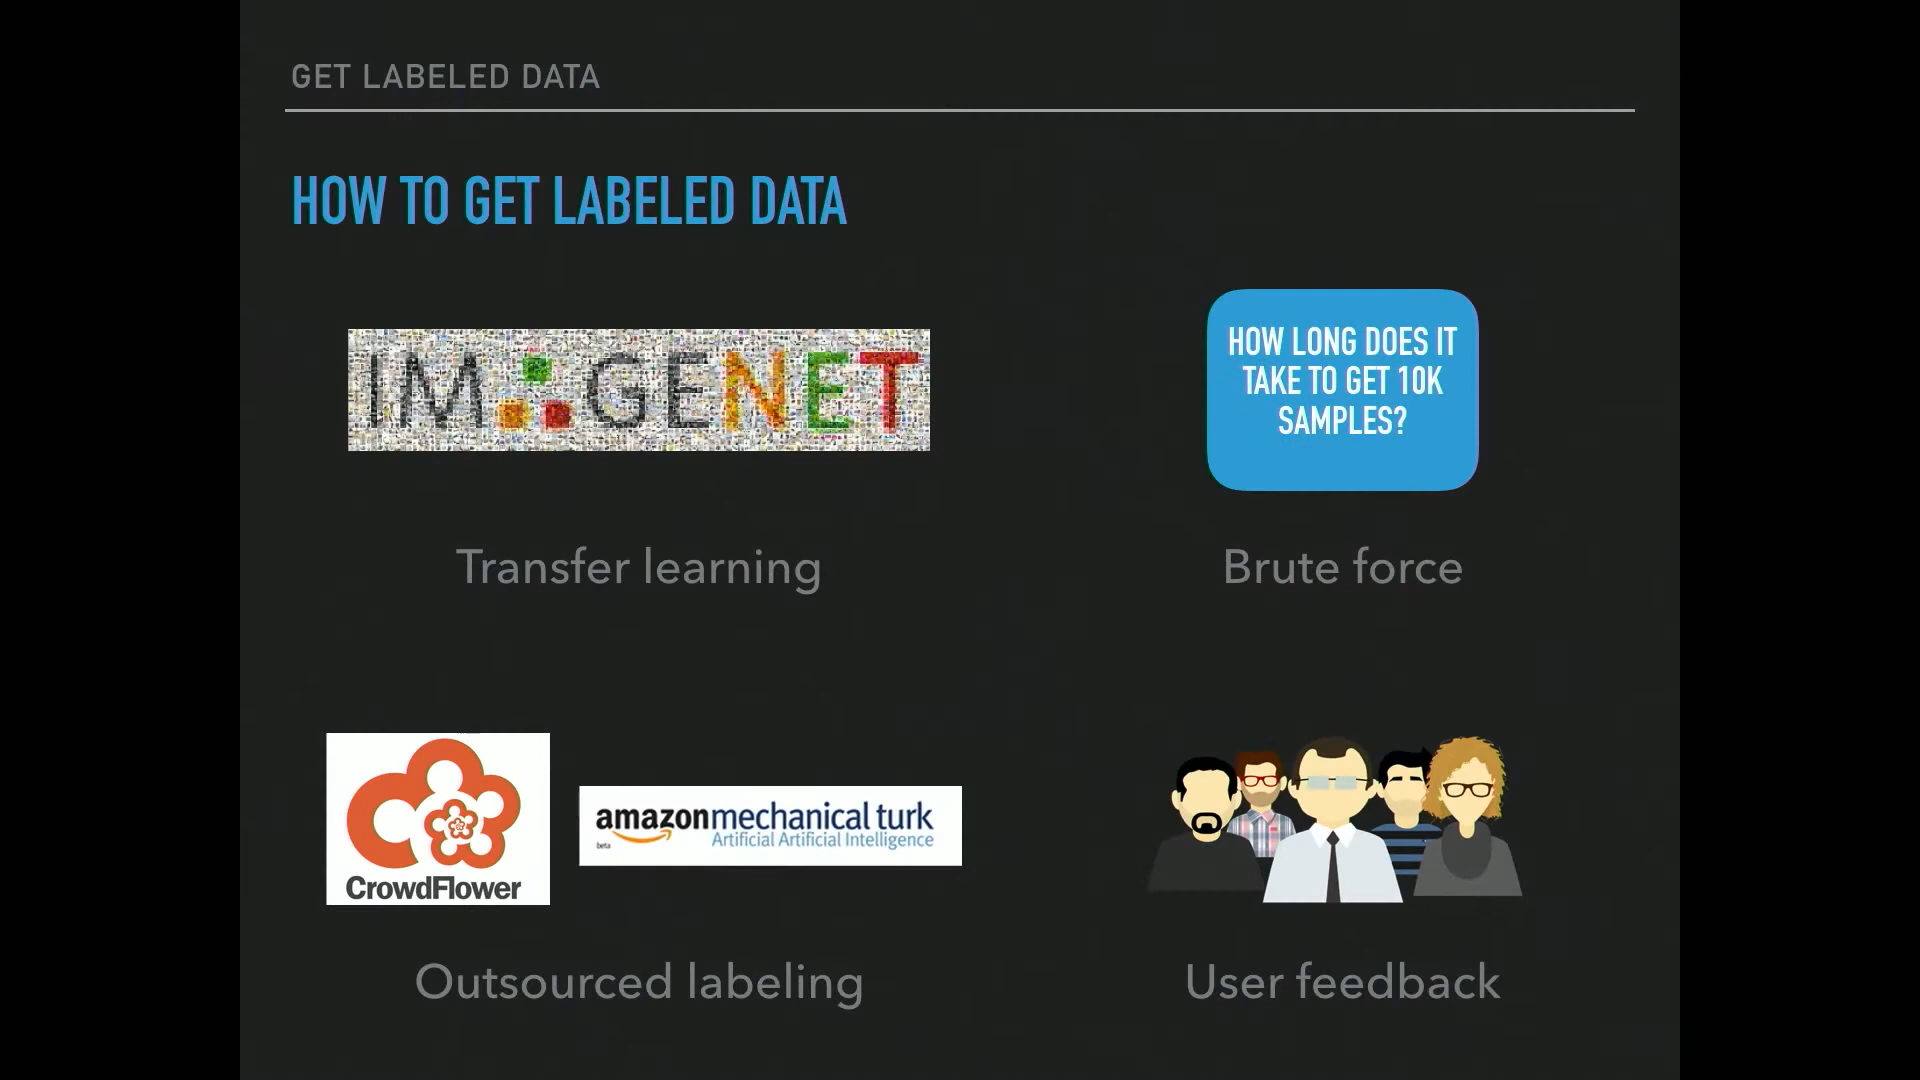 GET LABELED DATA
HOW TO GET LABELED DATA
IM GENET
HOW LONG DOES IT
TAKE TO GET 10K
SAMPLES?
Transfer learning
Brute force
CrowdFlower
amazonmechanical turk
beta
Artificial Artificial Intelligence
Outsourced labeling
User feedback